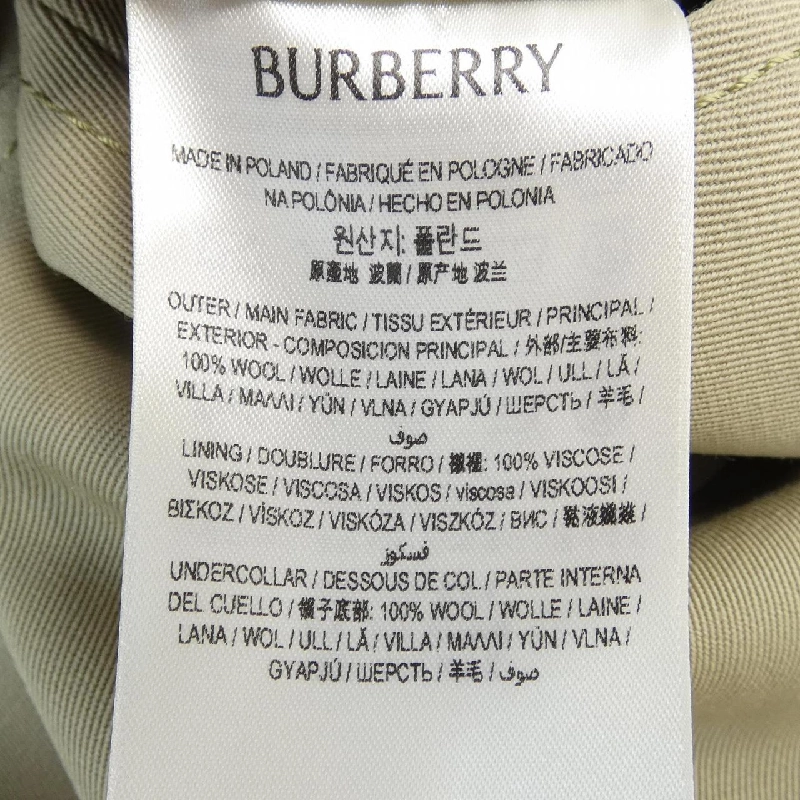 BURBERRY
MADE IN POLAND / FABRIQUÉ EN POLOGNE / FABRICADO
NA POLÔNIA / HECHO EN POLONIA
원산지: 폴란드
原產地 波蘭 / 原产地 波兰
OUTER / MAIN FABRIC / TISSU EXTÉRIEUR / PRINCIPAL /
EXTERIOR - COMPOSICION PRINCIPAL / 外部/主要布料:
100% WOOL / WOLLE / LAINE / LANA / WOL / ULL / LÃ /
VILLA / ΜΑΛΛΙ / YÜN / VLNA / GYAPJÚ / ШЕРСТЬ / 羊毛 /
صوف
LINING / DOUBLURE / FORRO / 襯裡: 100% VISCOSE /
VISKOSE / VISCOSA / VISKOS / viscosa / VISKOOSI /
ΒΙΣΚΟΖ / VİSKOZ / VISKÓZA / VISZKÓZ / ВИС / 黏液纖維 /
فسكوز
UNDERCOLLAR / DESSOUS DE COL / PARTE INTERNA
DEL CUELLO / 領子底部: 100% WOOL / WOLLE / LAINE /
LANA / WOL / ULL / LÃ / VILLA / ΜΑΛΛΙ / YÜN / VLNA /
GYAPJÚ / ШЕРСТЬ / 羊毛 / صوف